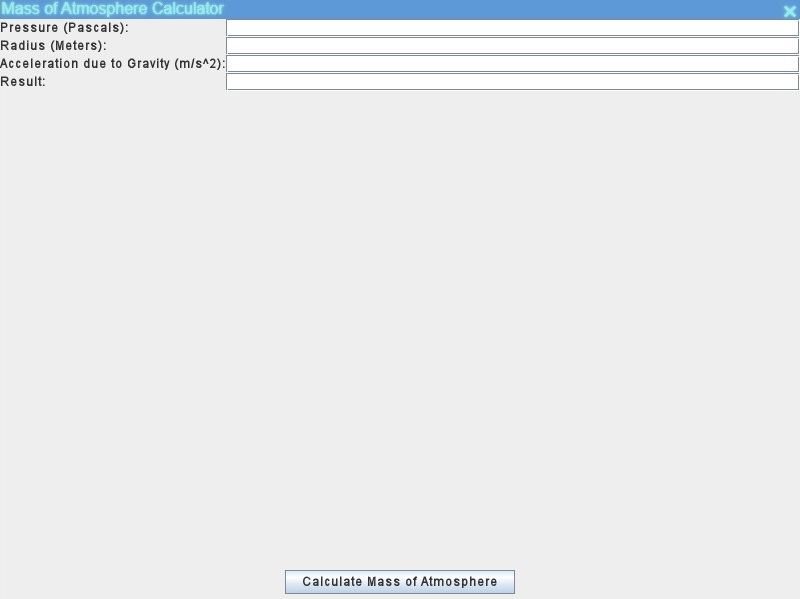 Mass of Atmosphere Calculator
Pressure (Pascals):
Radius (Meters):
Acceleration due to Gravity (m/s^2):
Result:
Calculate Mass of Atmosphere